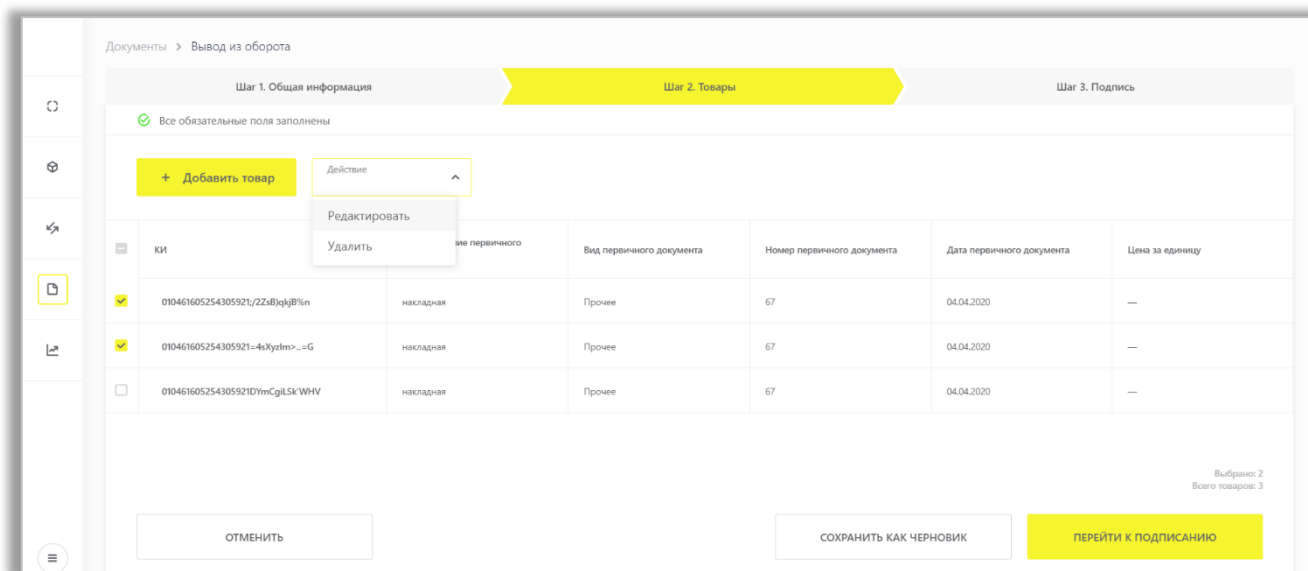 Документы > Вывод из оборота
Шаг 1. Общая информация
Шаг 2. Товары
Шаг 3. Подпись
Все обязательные поля заполнены
+ Добавить товар
Действие
Редактировать
Удалить
КИ
первичного
Вид первичного документа
Номер первичного документа
Дата первичного документа
Цена за единицу
010461605254305921;/2ZsB)qkjB%n
накладная
Прочее
67
04.04.2020
—
010461605254305921=4sXyzIm>..=G
накладная
Прочее
67
04.04.2020
—
010461605254305921DYmCgiLSk'WHV
накладная
Прочее
67
04.04.2020
—
Выбрано: 2
Всего товаров: 3
ОТМЕНИТЬ
СОХРАНИТЬ КАК ЧЕРНОВИК
ПЕРЕЙТИ К ПОДПИСАНИЮ